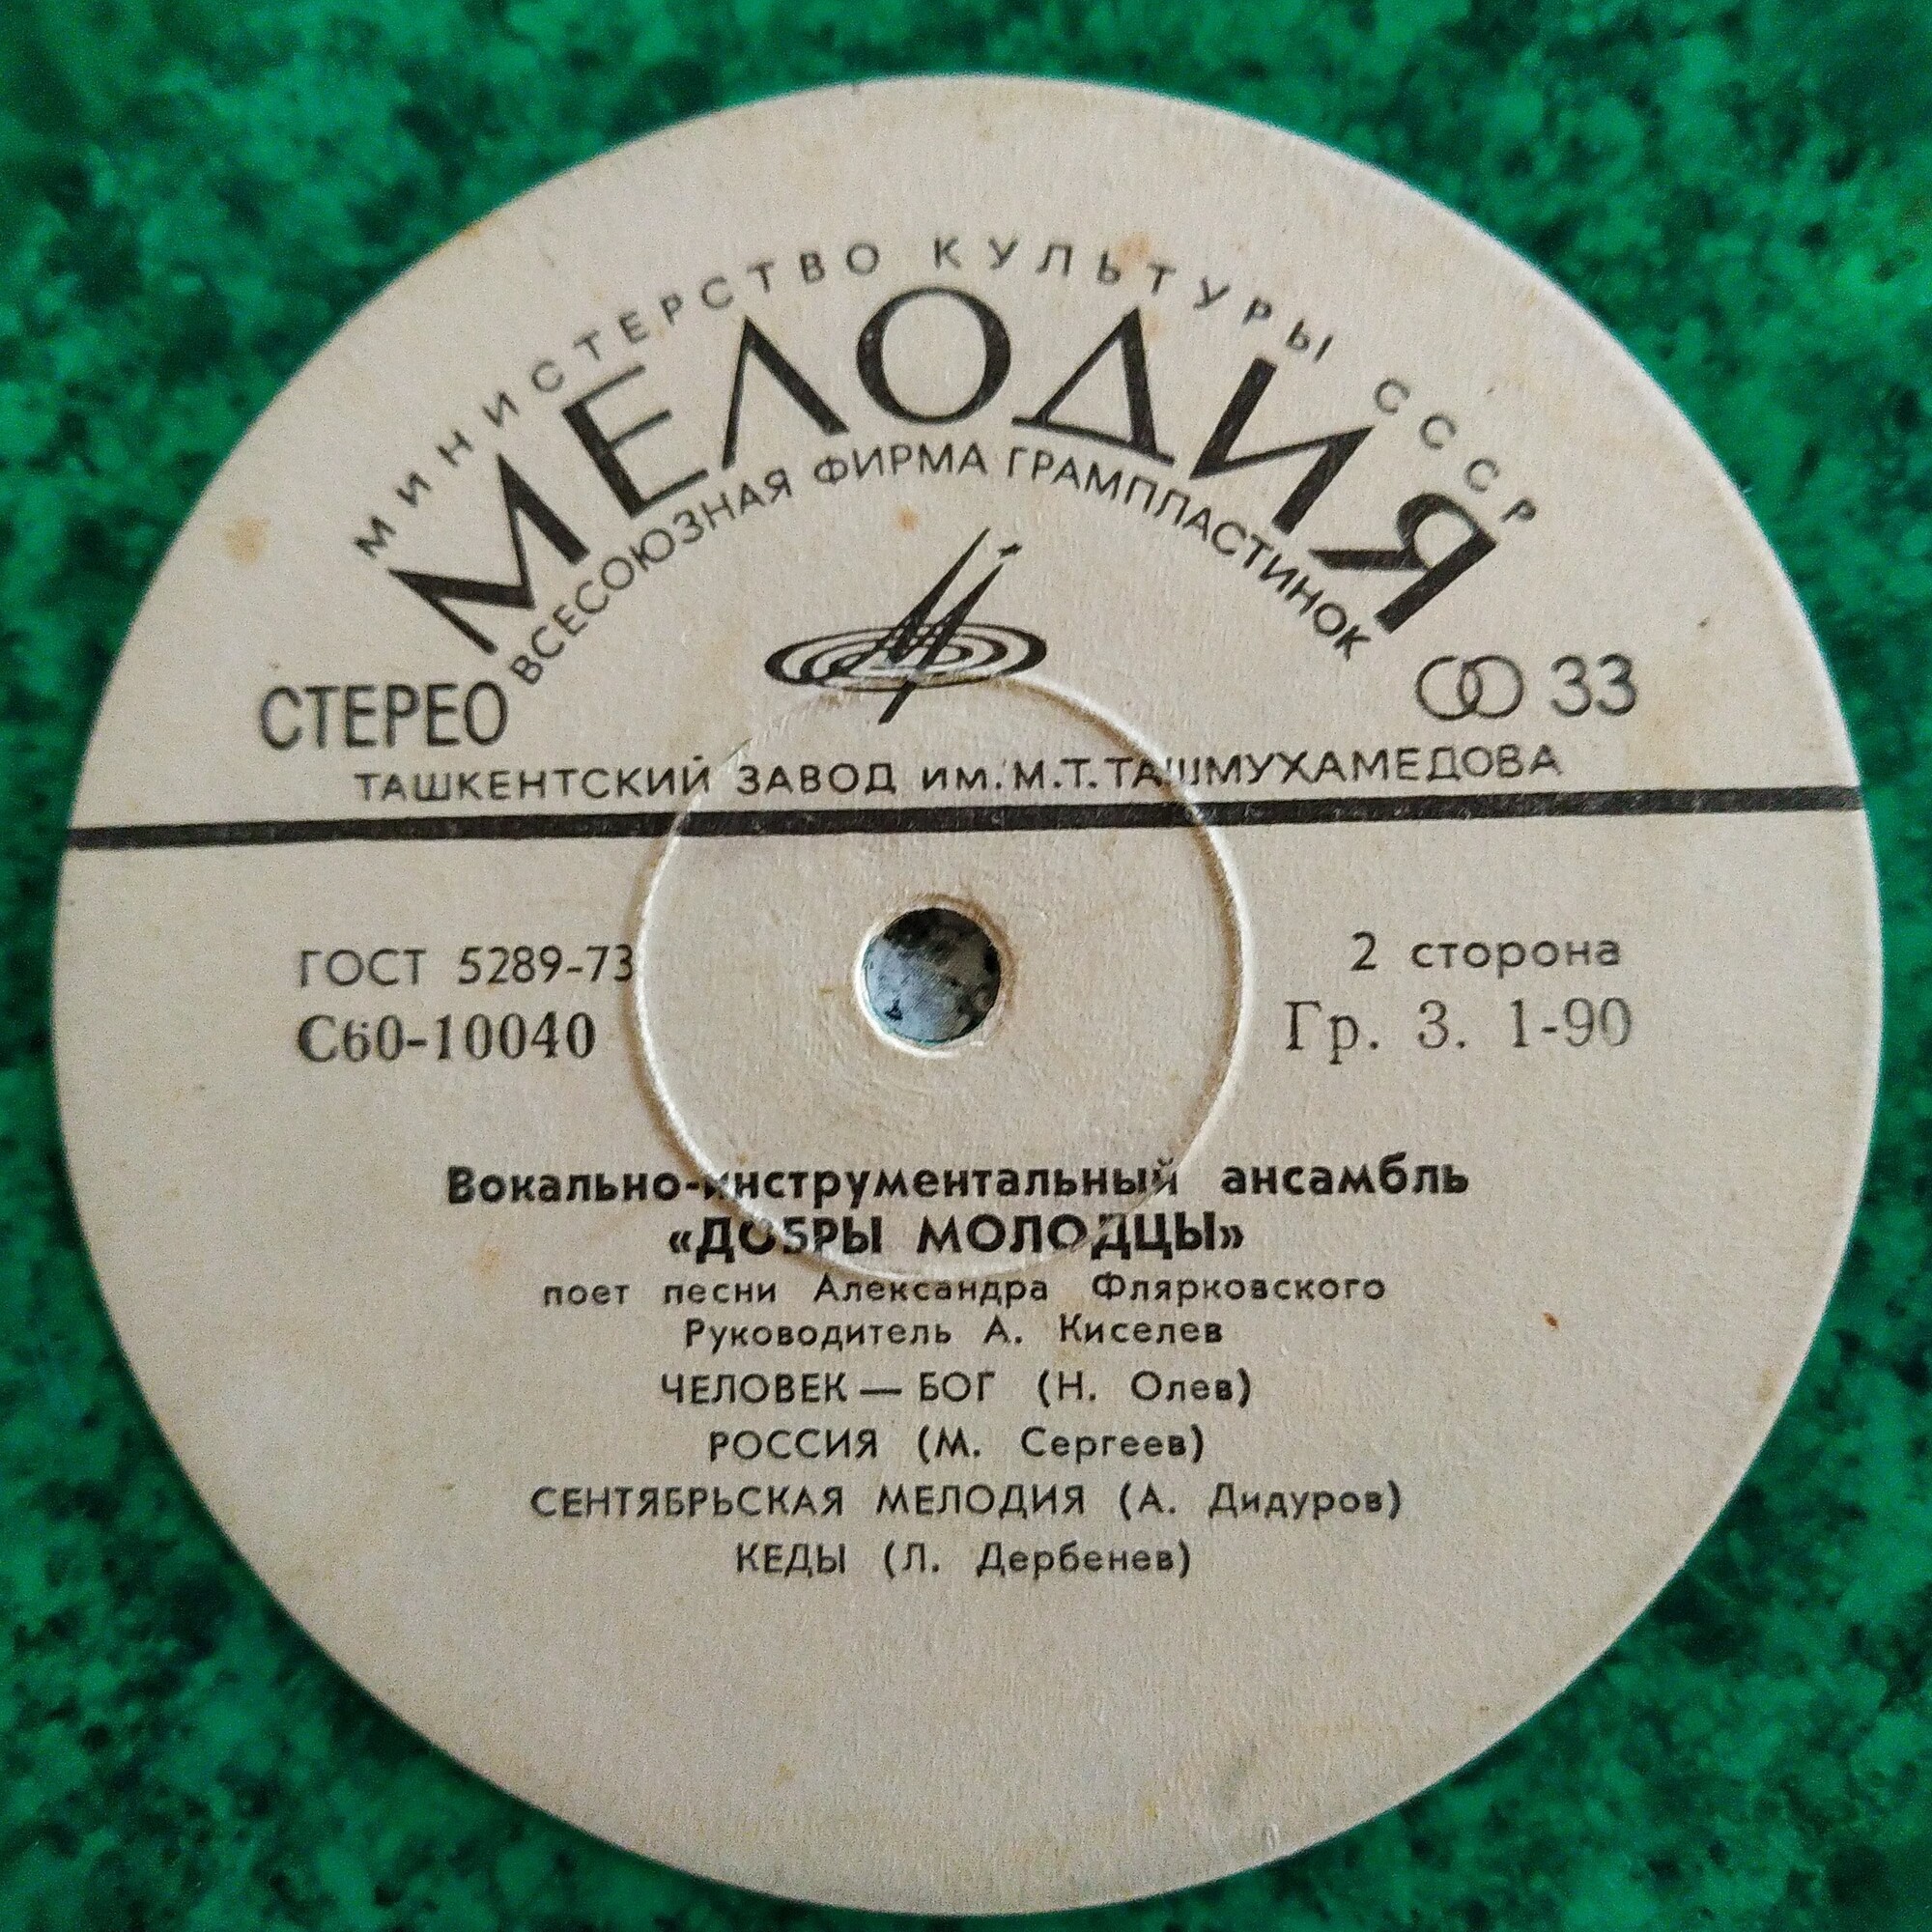 МИНИСТЕРСТВО КУЛЬТУРЫ СССР
МЕЛОДИЯ
ВСЕСОЮЗНАЯ ФИРМА ГРАМПЛАСТИНОК
СТЕРЕО
33
ТАШКЕНТСКИЙ ЗАВОД им. М.Т. ТАШМУХАМЕДОВА
ГОСТ 5289-73
2 сторона
С60-10040
Гр. 3. 1-90
Вокально-инструментальный ансамбль
«ДОБРЫ МОЛОДЦЫ»
поет песни Александра Флярковского
Руководитель А. Киселев
ЧЕЛОВЕК — БОГ (Н. Олев)
РОССИЯ (М. Сергеев)
СЕНТЯБРЬСКАЯ МЕЛОДИЯ (А. Дидуров)
КЕДЫ (Л. Дербенев)